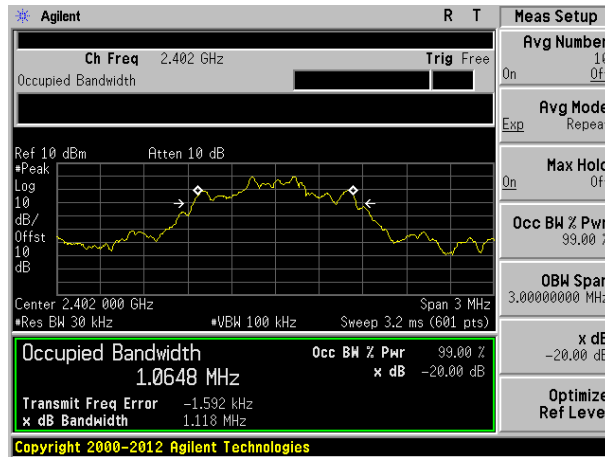 Agilent R T
Meas Setup
Ch Freq 2.402 GHz Trig Free
Occupied Bandwidth
Avg Number
10
On Off
Avg Mode
Exp Repeat
Ref 10 dBm Atten 10 dB
#Peak
Log
10
dB/
Offst
10
dB
Max Hold
On Off
Occ BW % Pwr
99.00 %
Center 2.402 000 GHz Span 3 MHz
#Res BW 30 kHz #VBW 100 kHz Sweep 3.2 ms (601 pts)
OBW Span
3.00000000 MHz
Occupied Bandwidth Occ BW % Pwr 99.00 %
1.0648 MHz x dB -20.00 dB
Transmit Freq Error -1.592 kHz
x dB Bandwidth 1.118 MHz
x dB
-20.00 dB
Optimize
Ref Level
Copyright 2000-2012 Agilent Technologies